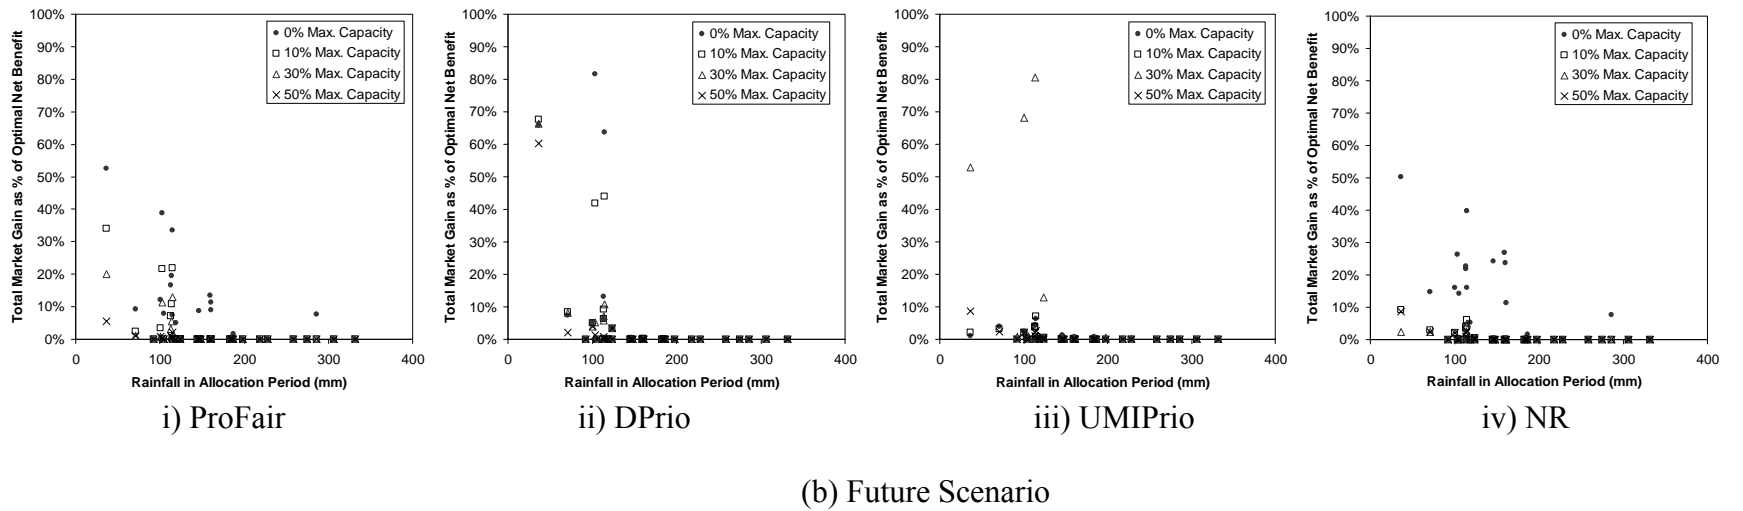 Total Market Gain as % of Optimal Net Benefit
100%
90%
80%
70%
60%
50%
40%
30%
20%
10%
0%
0 100 200 300 400
Rainfall in Allocation Period (mm)
0% Max. Capacity
10% Max. Capacity
30% Max. Capacity
50% Max. Capacity
i) ProFair
Total Market Gain as % of Optimal Net Benefit
100%
90%
80%
70%
60%
50%
40%
30%
20%
10%
0%
0 100 200 300 400
Rainfall in Allocation Period (mm)
0% Max. Capacity
10% Max. Capacity
30% Max. Capacity
50% Max. Capacity
ii) DPrio
Total Market Gain as % of Optimal Net Benefit
100%
90%
80%
70%
60%
50%
40%
30%
20%
10%
0%
0 100 200 300 400
Rainfall in Allocation Period (mm)
0% Max. Capacity
10% Max. Capacity
30% Max. Capacity
50% Max. Capacity
iii) UMIPrio
Total Market Gain as % of Optimal Net Benefit
100%
90%
80%
70%
60%
50%
40%
30%
20%
10%
0%
0 100 200 300 400
Rainfall in Allocation Period (mm)
0% Max. Capacity
10% Max. Capacity
30% Max. Capacity
50% Max. Capacity
iv) NR
(b) Future Scenario